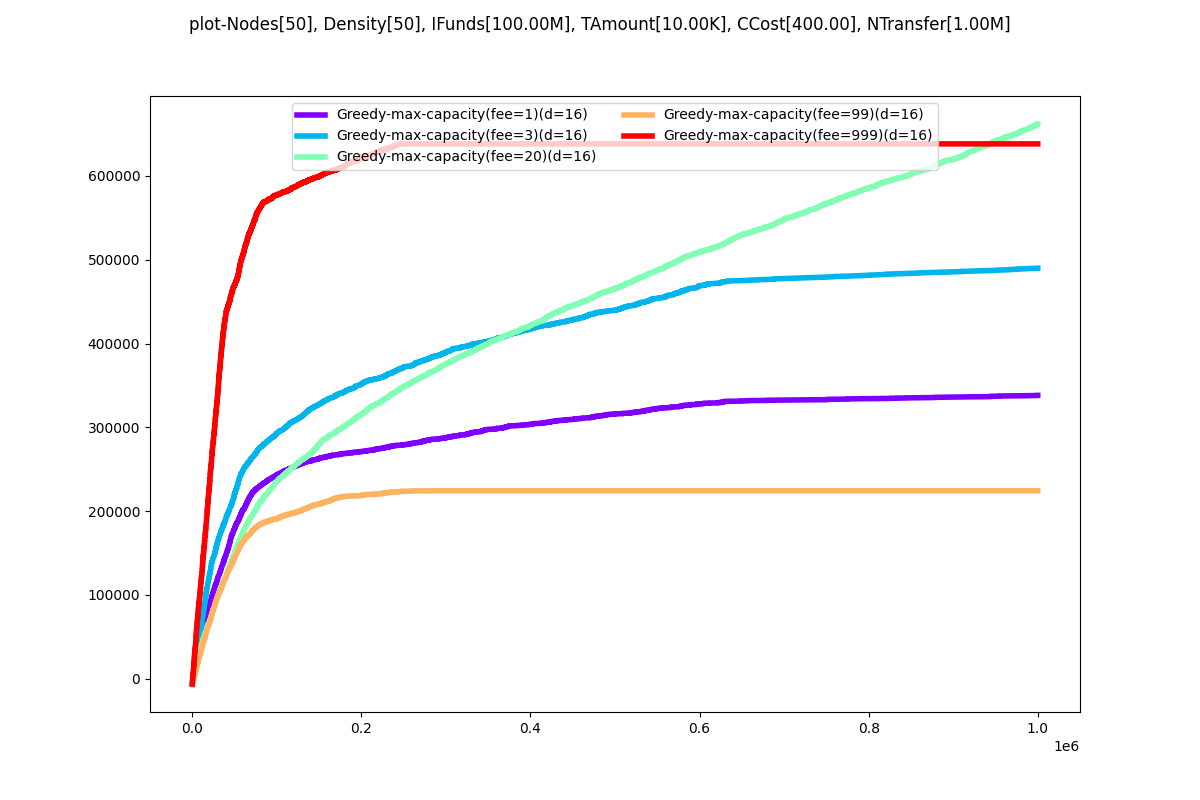 plot-Nodes[50], Density[50], IFunds[100.00M], TAmount[10.00K], CCost[400.00], NTransfer[1.00M]
Greedy-max-capacity(fee=1)(d=16)
Greedy-max-capacity(fee=3)(d=16)
Greedy-max-capacity(fee=20)(d=16)
Greedy-max-capacity(fee=99)(d=16)
Greedy-max-capacity(fee=999)(d=16)
600000
500000
400000
300000
200000
100000
0
0.0 0.2 0.4 0.6 0.8 1.0
1e6